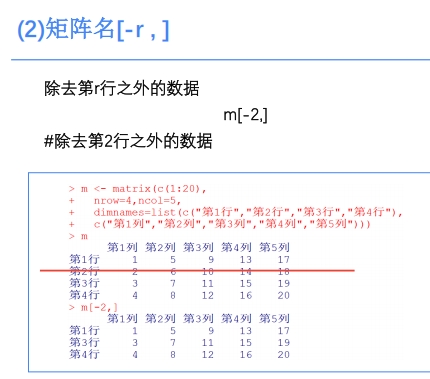 (2)矩阵名[-r , ]
除去第r行之外的数据
m[-2,]
#除去第2行之外的数据
> m <- matrix(c(1:20),
+ nrow=4,ncol=5,
+ dimnames=list(c("第1行","第2行","第3行","第4行"),
+ c("第1列","第2列","第3列","第4列","第5列")))
> m
第1列 第2列 第3列 第4列 第5列
第1行 1 5 9 13 17
第2行 2 6 10 14 18
第3行 3 7 11 15 19
第4行 4 8 12 16 20
> m[-2,]
第1列 第2列 第3列 第4列 第5列
第1行 1 5 9 13 17
第3行 3 7 11 15 19
第4行 4 8 12 16 20